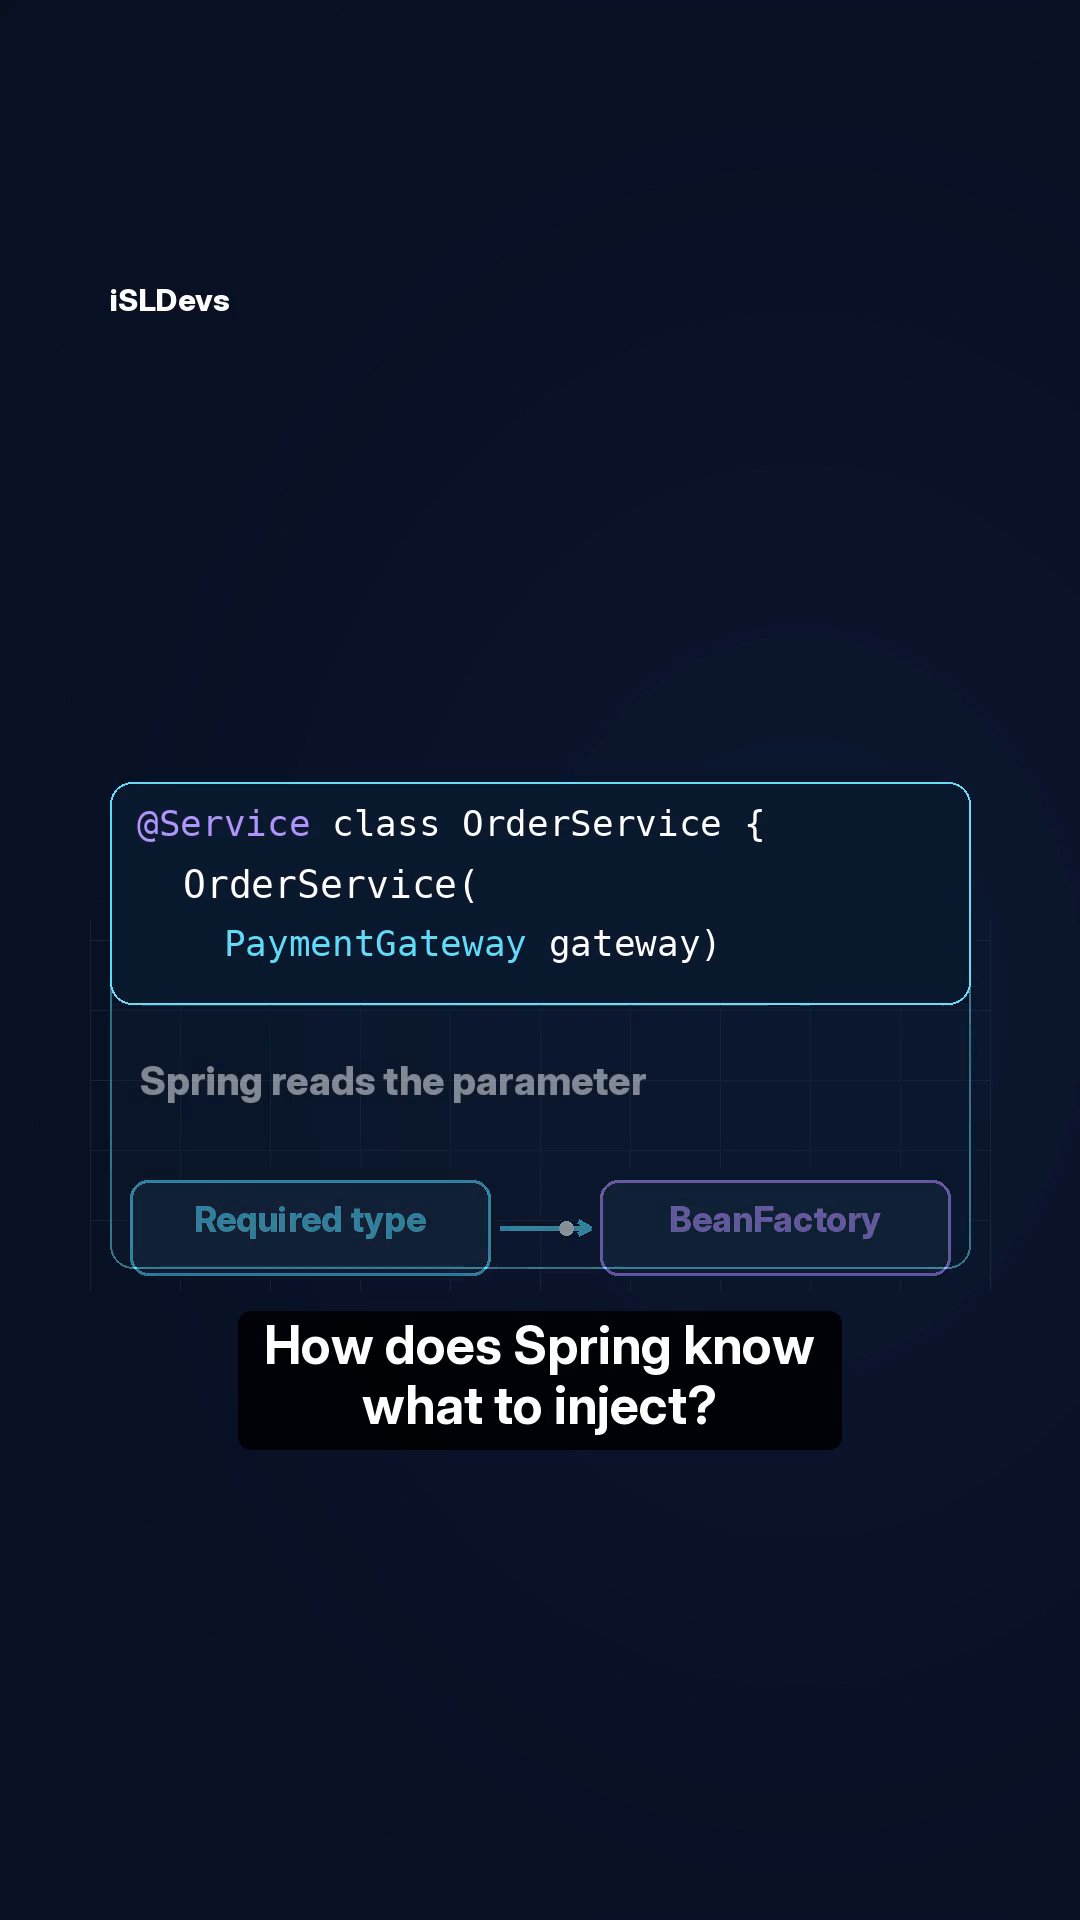 iSLDevs
@Service class OrderService {
OrderService(
PaymentGateway gateway)
Spring reads the parameter
Required type
BeanFactory
How does Spring know
what to inject?